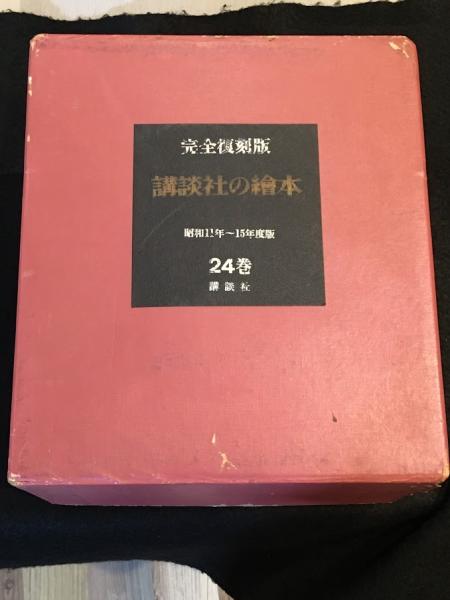 完全復刻版
講談社の繪本
昭和11年～15年度版
24巻
講談社